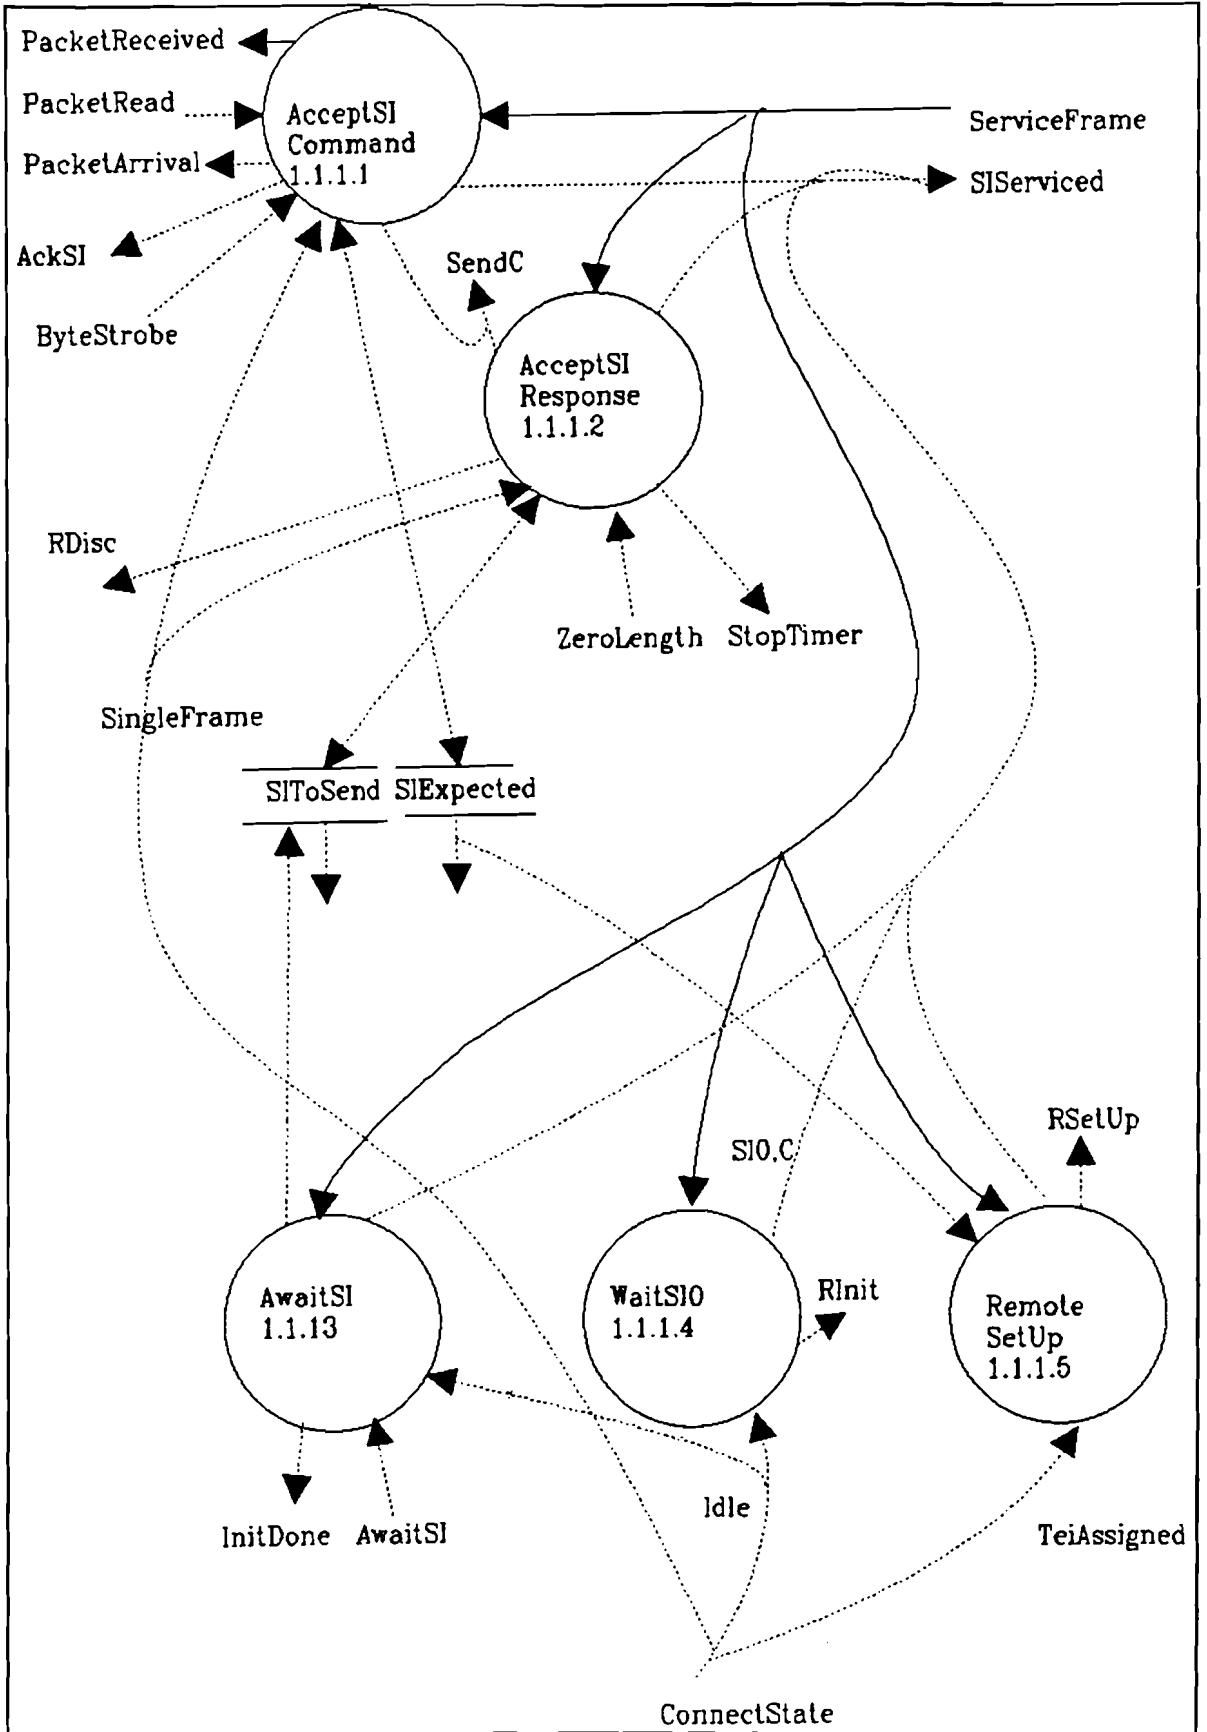 PacketReceived
PacketRead
AcceptSI
Command
1.1.1.1
ServiceFrame
PacketArrival
SIServiced
AckSI
SendC
ByteStrobe
AcceptSI
Response
1.1.1.2
RDisc
ZeroLength
StopTimer
SingleFrame
SIToSend
SIExpected
RSetUp
SI0,C
AwaitSI
1.1.13
WaitSI0
1.1.1.4
RInit
Remote
SetUp
1.1.1.5
Idle
InitDone
AwaitSI
TeiAssigned
ConnectState